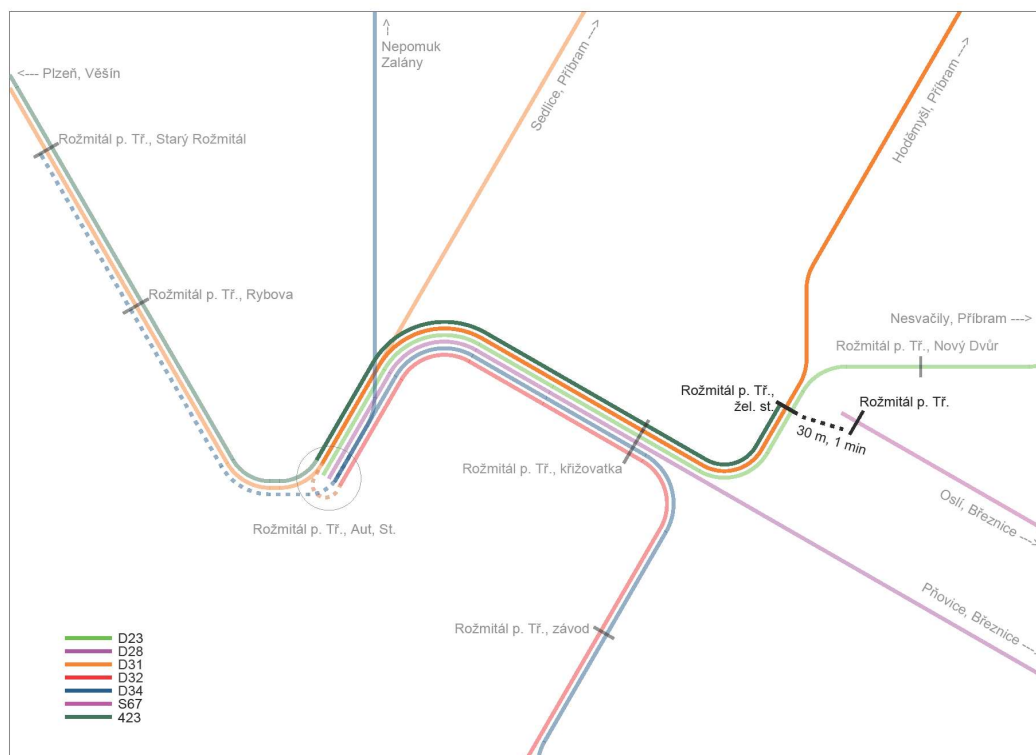 <--- Plzeň, Věšín
--->
Nepomuk
Zalány
Sedlice, Příbram --->
Hoděmyšl, Příbram --->
Rožmitál p. Tř., Starý Rožmitál
Rožmitál p. Tř., Rybova
Nesvačily, Příbram --->
Rožmitál p. Tř., Nový Dvůr
Rožmitál p. Tř.,
žel. st.
Rožmitál p. Tř.
30 m, 1 min
Rožmitál p. Tř., křižovatka
Oslí, Březnice --->
Rožmitál p. Tř., Aut, St.
Pňovice, Březnice --->
Rožmitál p. Tř., závod
D23
D28
D31
D32
D34
S67
423